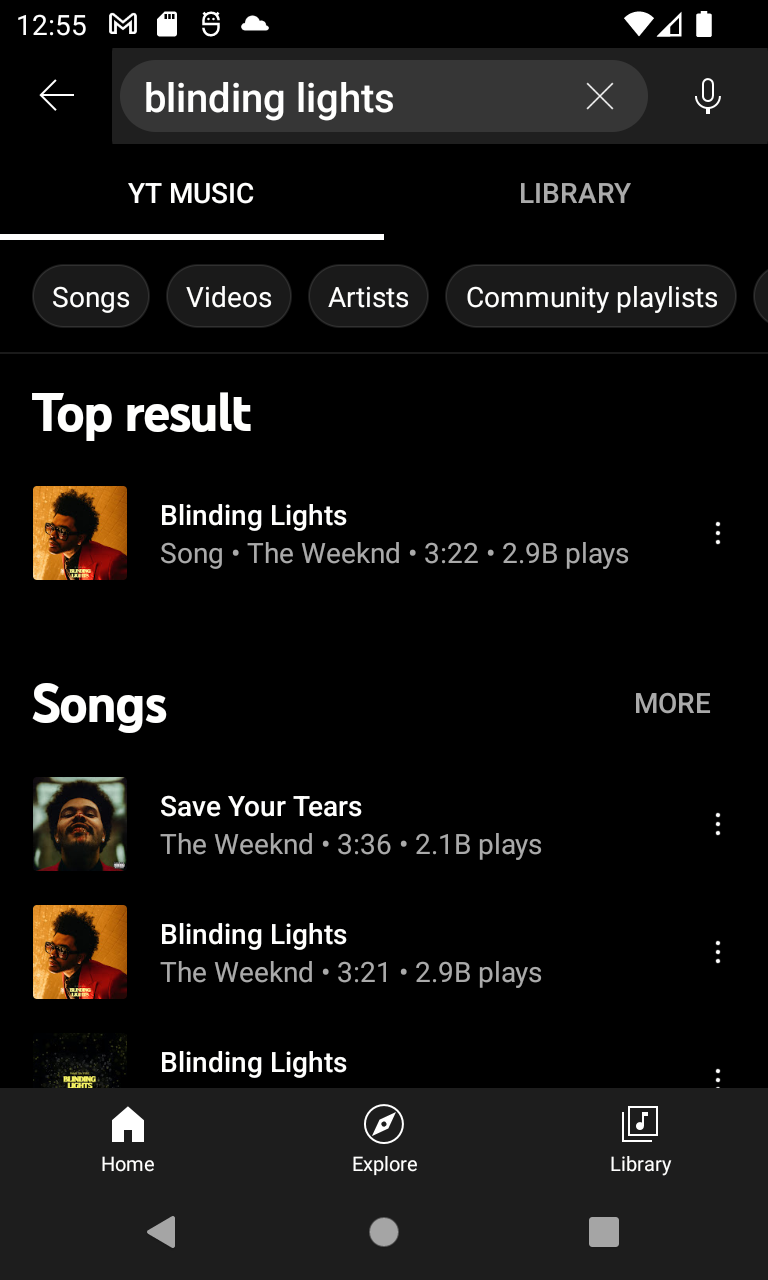 12:55
blinding lights
YT MUSIC
LIBRARY
Songs
Videos
Artists
Community playlists
Top result
Blinding Lights
Song • The Weeknd • 3:22 • 2.9B plays
Songs
MORE
Save Your Tears
The Weeknd • 3:36 • 2.1B plays
Blinding Lights
The Weeknd • 3:21 • 2.9B plays
Blinding Lights
Home
Explore
Library